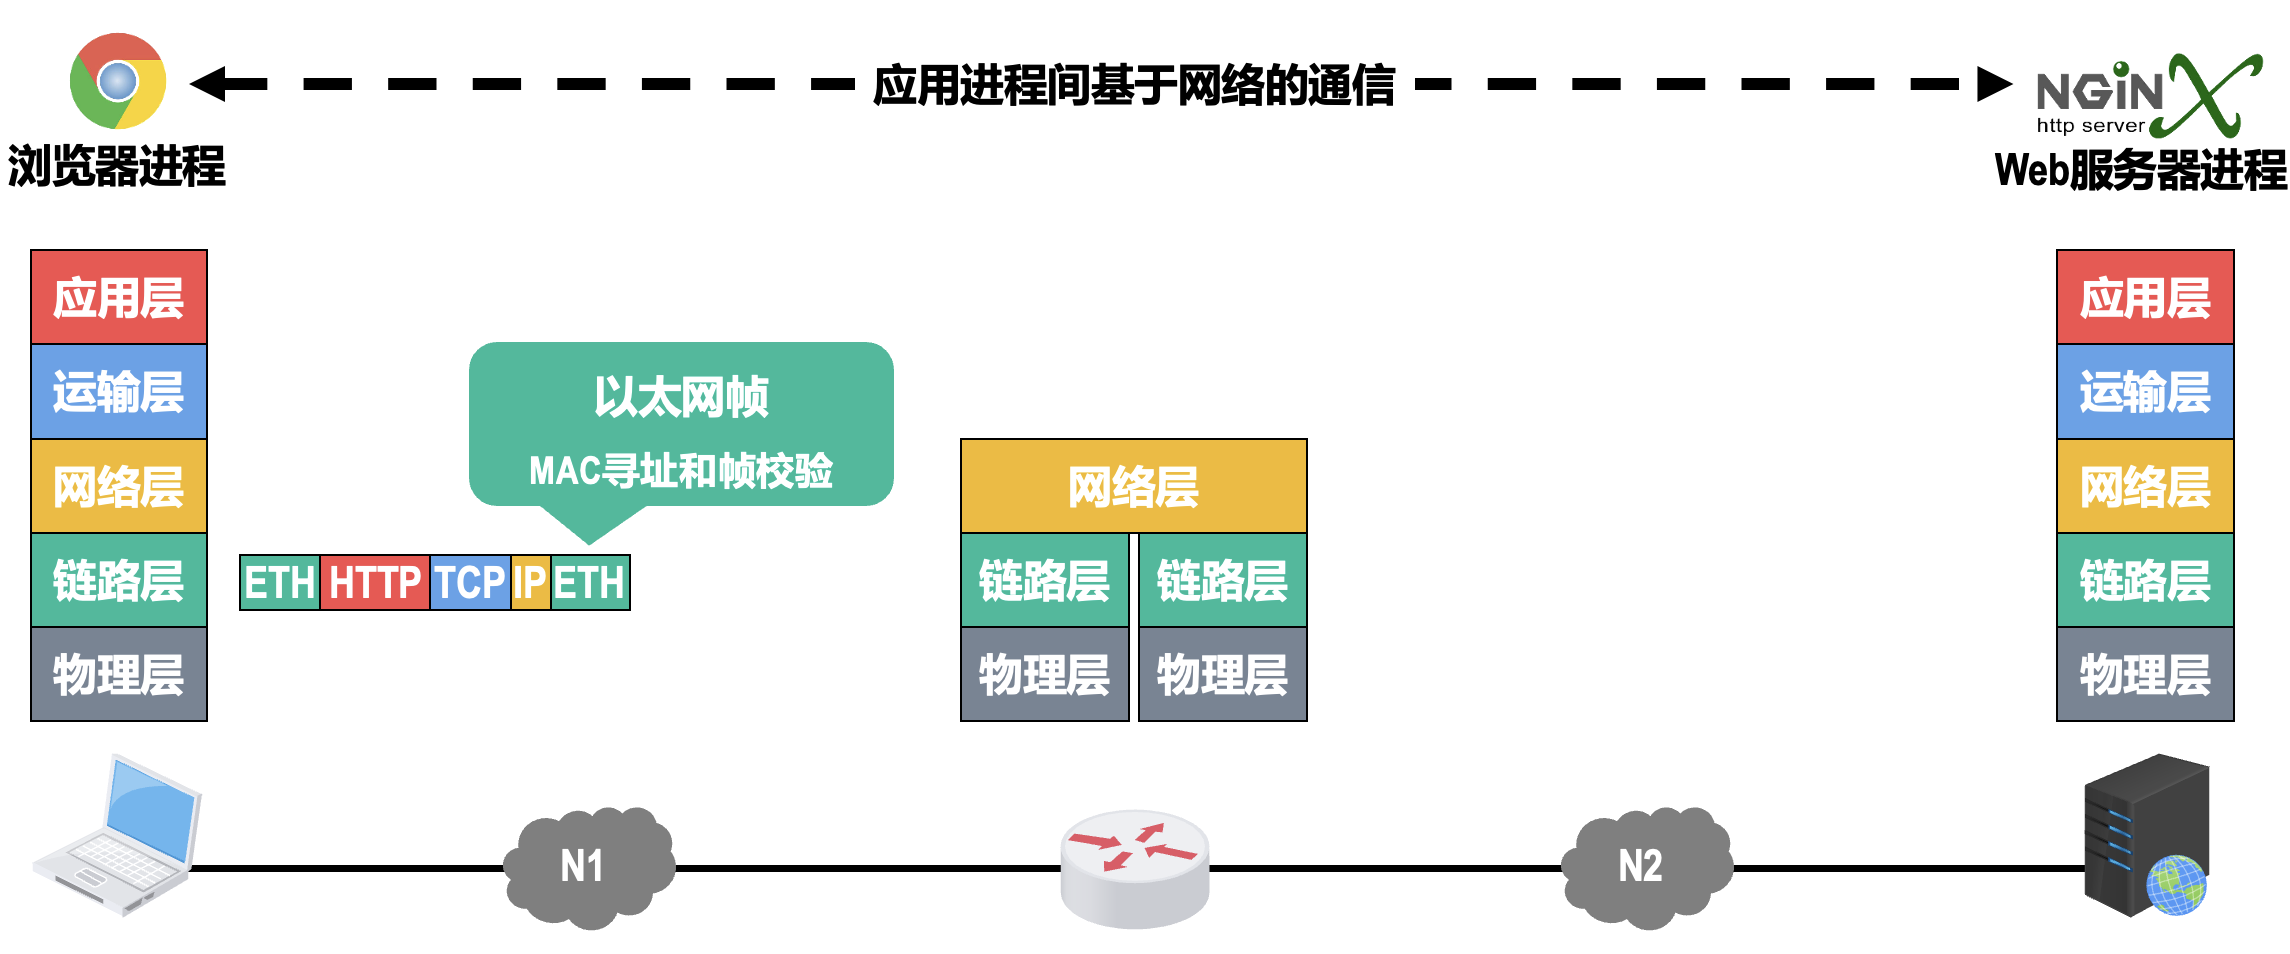 应用进程间基于网络的通信
NGiNX
http server
浏览器进程
Web服务器进程
应用层
运输层
网络层
链路层
物理层
以太网帧
MAC寻址和帧校验
ETH HTTP TCP IP ETH
网络层
链路层 链路层
物理层 物理层
应用层
运输层
网络层
链路层
物理层
N1
N2